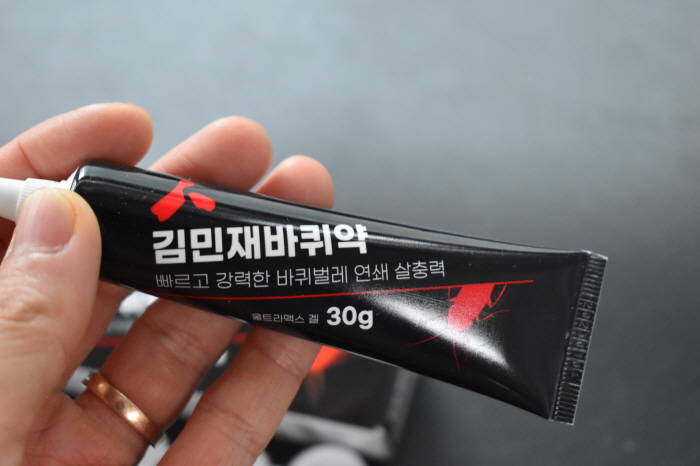 김민재바퀴약
빠르고 강력한 바퀴벌레 연쇄 살충력
울트라맥스 겔 30g